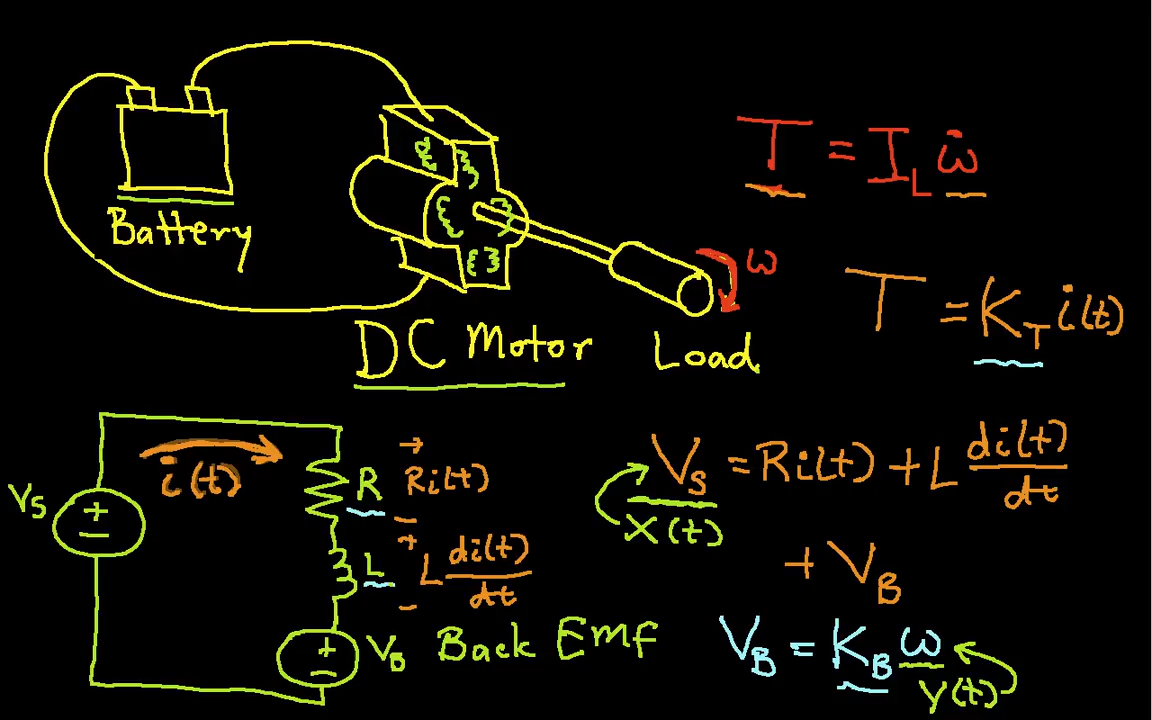 Battery
DC Motor
Load
ω
T = I_L ω̇
T = K_T i(t)
V_S
i(t)
R
+
-
R i(t)
-
L
+
L di(t)/dt
-
V_B Back Emf
+
-
V_S = R i(t) + L di(t)/dt
X(t)
+ V_B
V_B = K_B ω
Y(t)